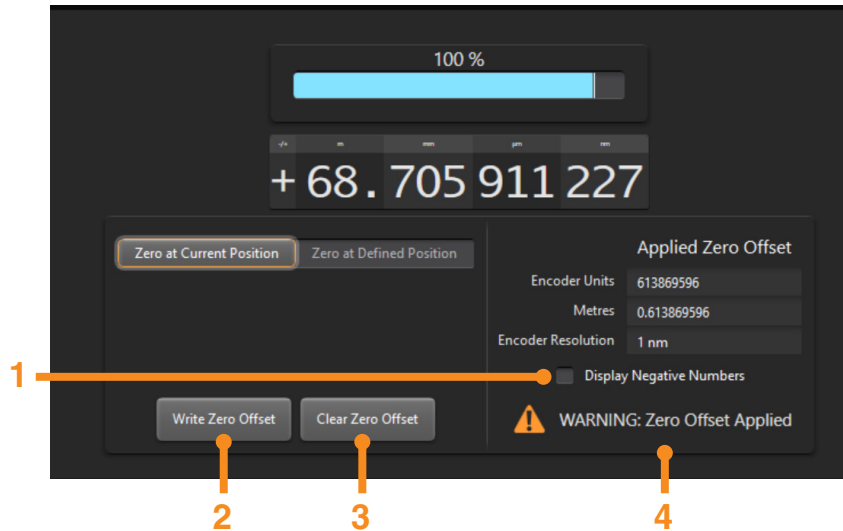 100 %
-/+ m mm µm nm
+ 68. 705 911 227
Zero at Current Position Zero at Defined Position
Applied Zero Offset
Encoder Units 613869596
Metres 0.613869596
Encoder Resolution 1 nm
1 Display Negative Numbers
Write Zero Offset Clear Zero Offset WARNING: Zero Offset Applied
2 3 4